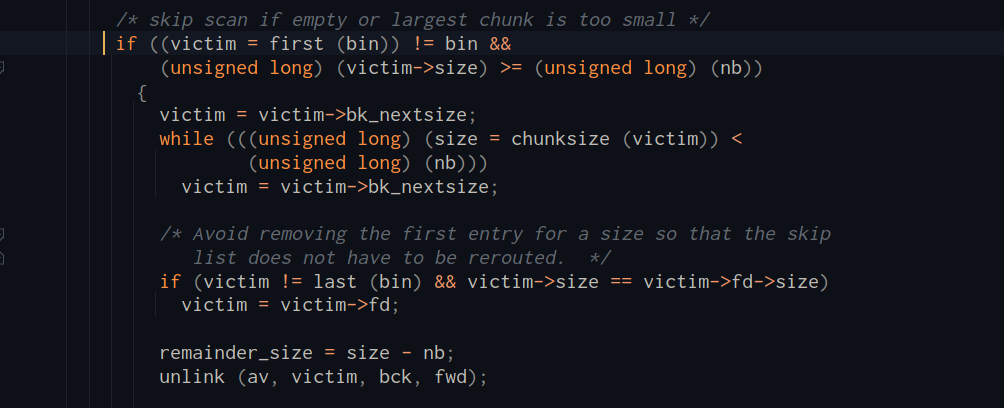 /* skip scan if empty or largest chunk is too small */
if ((victim = first (bin)) != bin &&
(unsigned long) (victim->size) >= (unsigned long) (nb))
{
victim = victim->bk_nextsize;
while (((unsigned long) (size = chunksize (victim)) <
(unsigned long) (nb)))
victim = victim->bk_nextsize;
/* Avoid removing the first entry for a size so that the skip
list does not have to be rerouted.  */
if (victim != last (bin) && victim->size == victim->fd->size)
victim = victim->fd;
remainder_size = size - nb;
unlink (av, victim, bck, fwd);